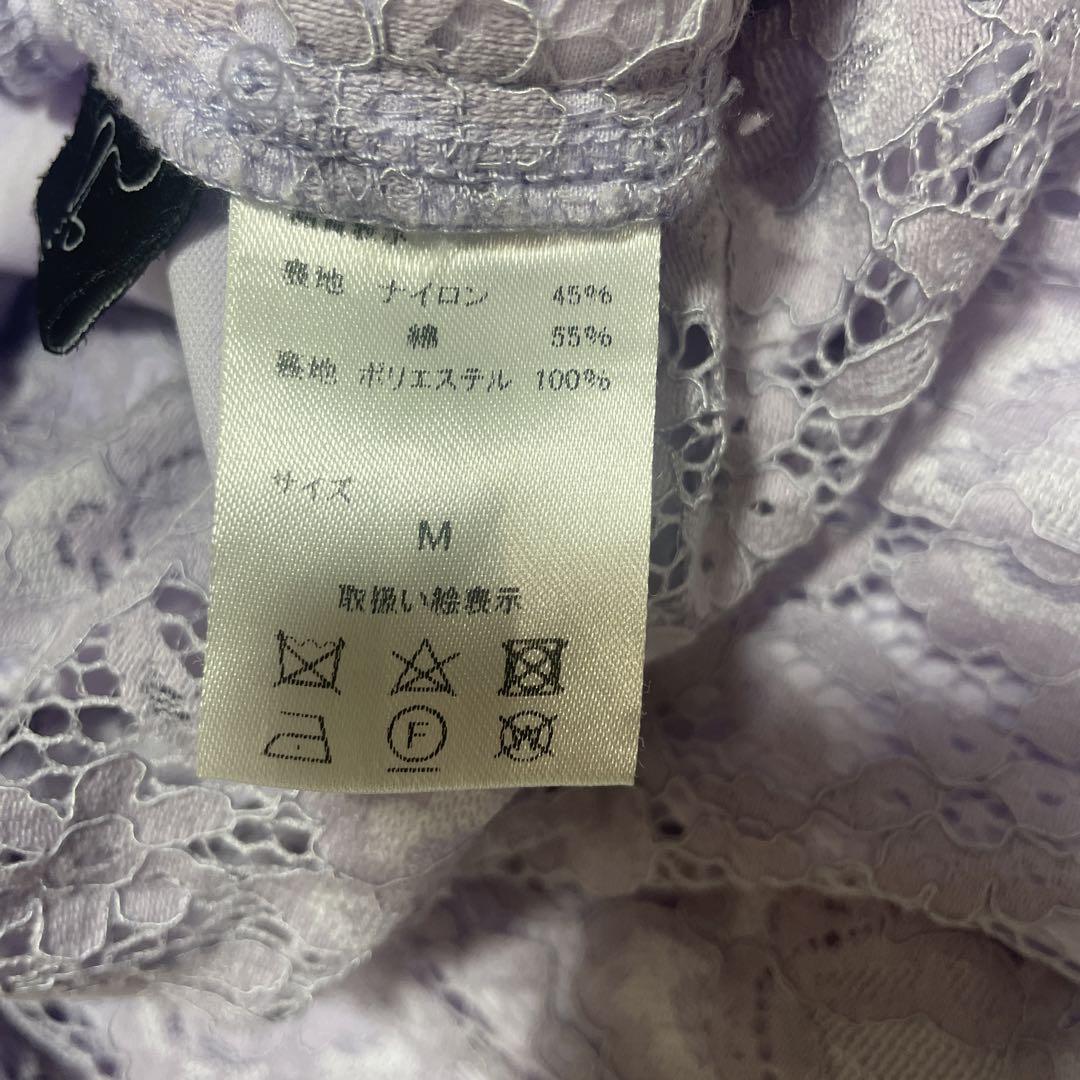 表地 ナイロン 45%
綿 55%
裏地 ポリエステル 100%
サイズ
M
取扱い絵表示
F W